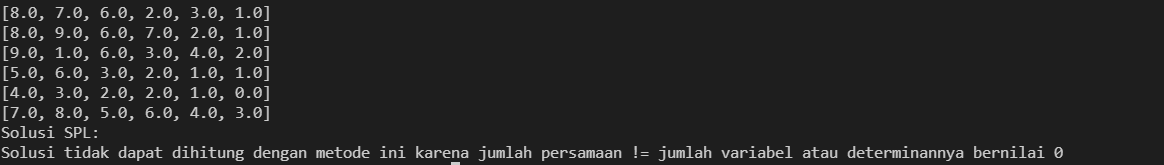 [8.0, 7.0, 6.0, 2.0, 3.0, 1.0]
[8.0, 9.0, 6.0, 7.0, 2.0, 1.0]
[9.0, 1.0, 6.0, 3.0, 4.0, 2.0]
[5.0, 6.0, 3.0, 2.0, 1.0, 1.0]
[4.0, 3.0, 2.0, 2.0, 1.0, 0.0]
[7.0, 8.0, 5.0, 6.0, 4.0, 3.0]
Solusi SPL:
Solusi tidak dapat dihitung dengan metode ini karena jumlah persamaan != jumlah variabel atau determinannya bernilai 0